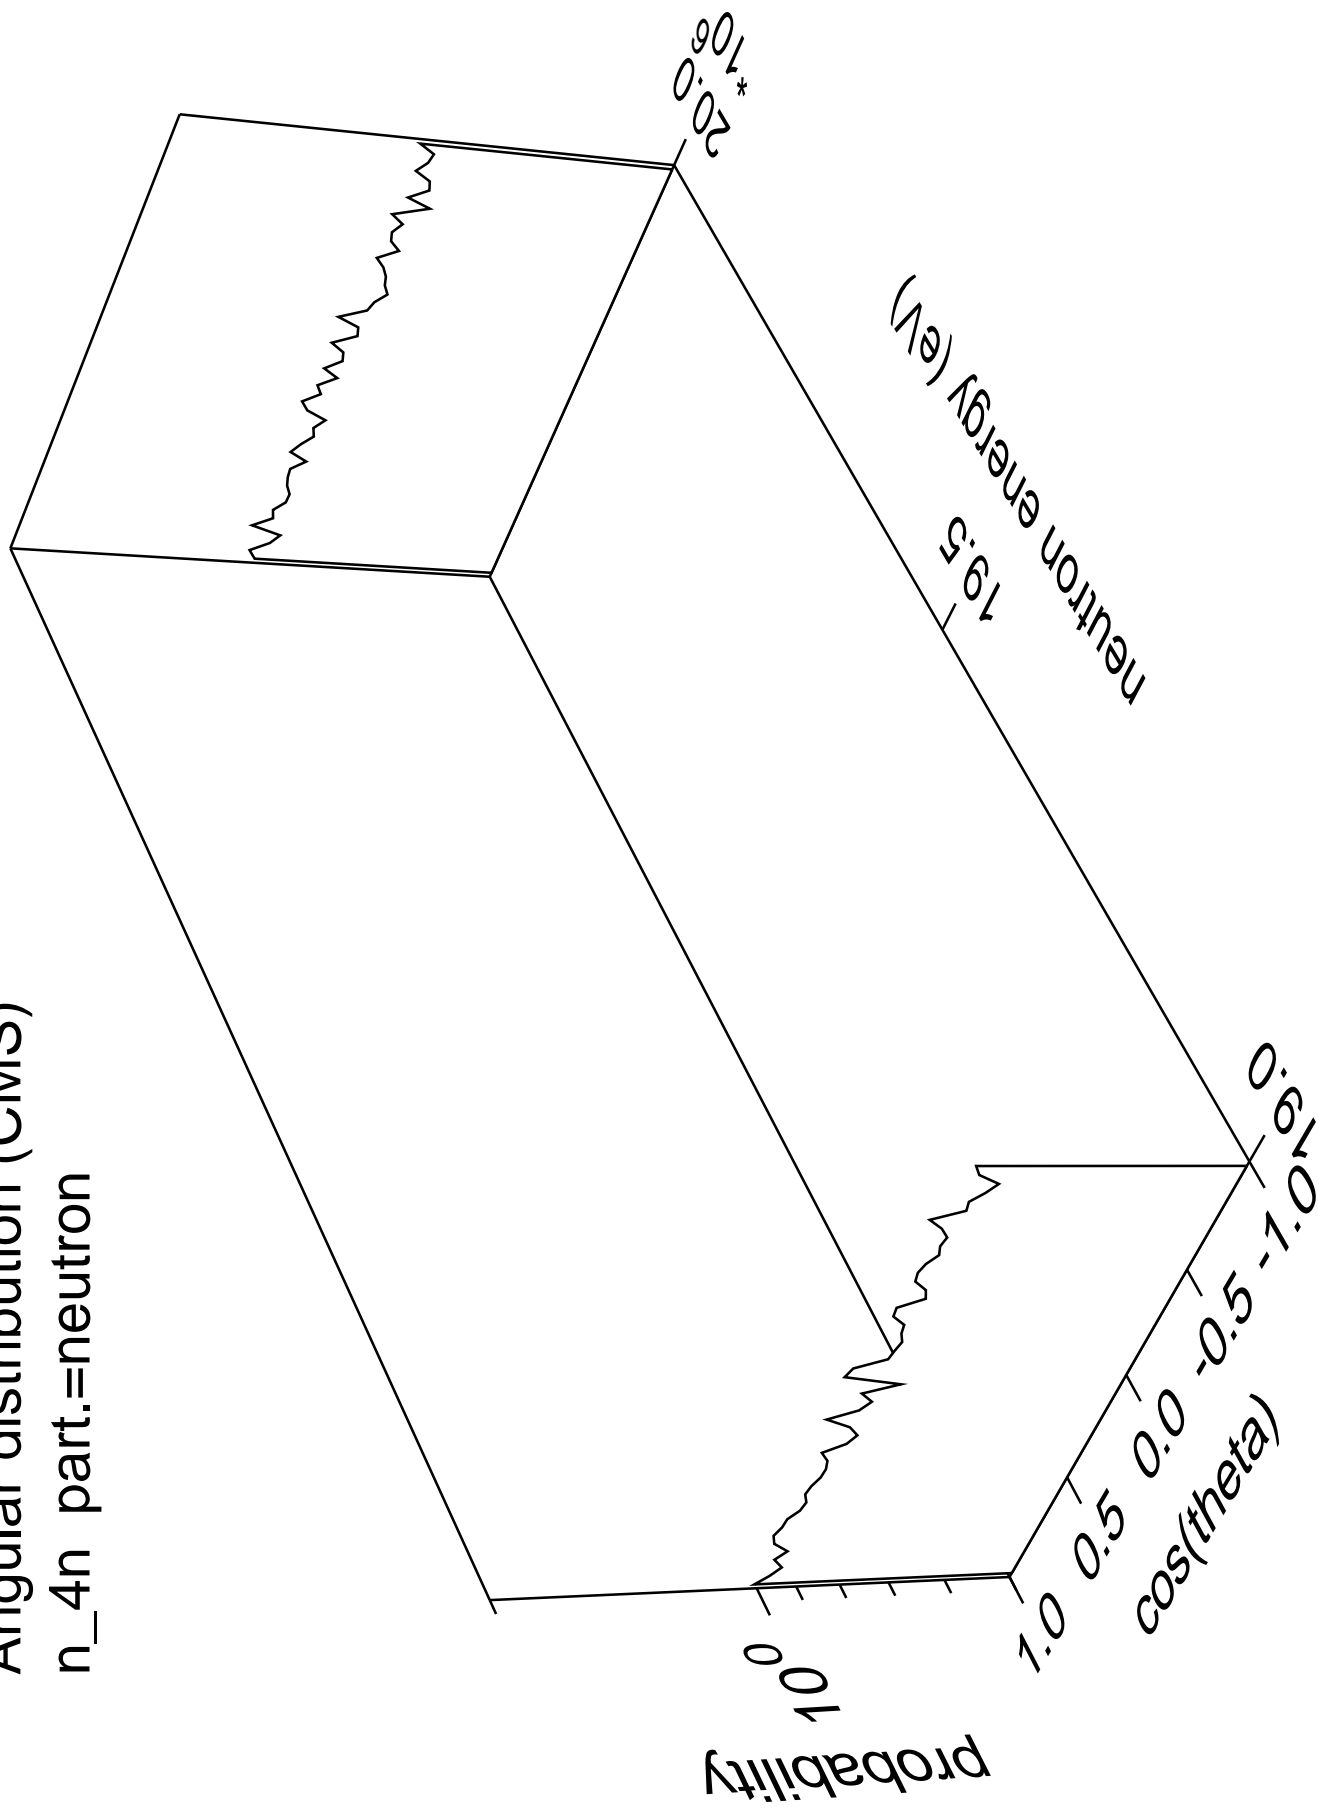 Angular distribution (CMS)
n_4n part.=neutron
probability
10^0
1.0 0.5 0.0 -0.5 -1.0
cos(theta)
19.0
19.5
20.0
*10^6
neutron energy (eV)